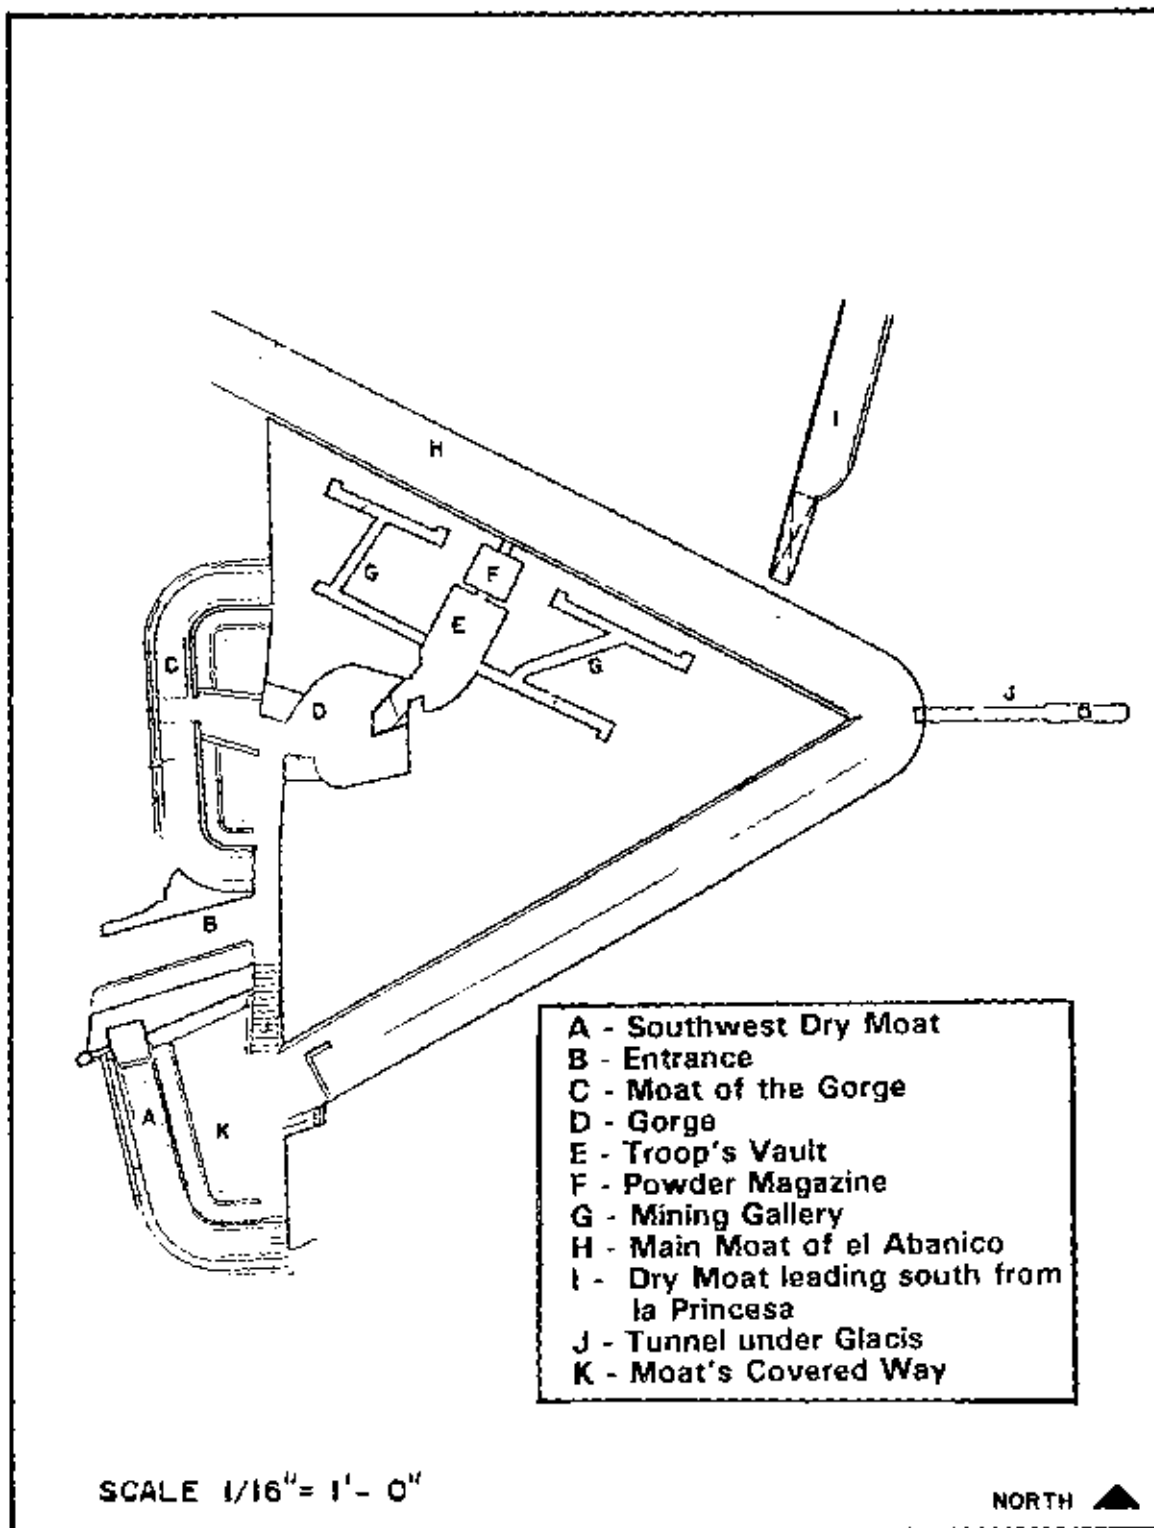 H
I
G
F
E
G
C
D
J
G
B
A
K
A - Southwest Dry Moat
B - Entrance
C - Moat of the Gorge
D - Gorge
E - Troop's Vault
F - Powder Magazine
G - Mining Gallery
H - Main Moat of el Abanico
I - Dry Moat leading south from
la Princesa
J - Tunnel under Glacis
K - Moat's Covered Way
SCALE 1/16"= 1'- 0"
NORTH